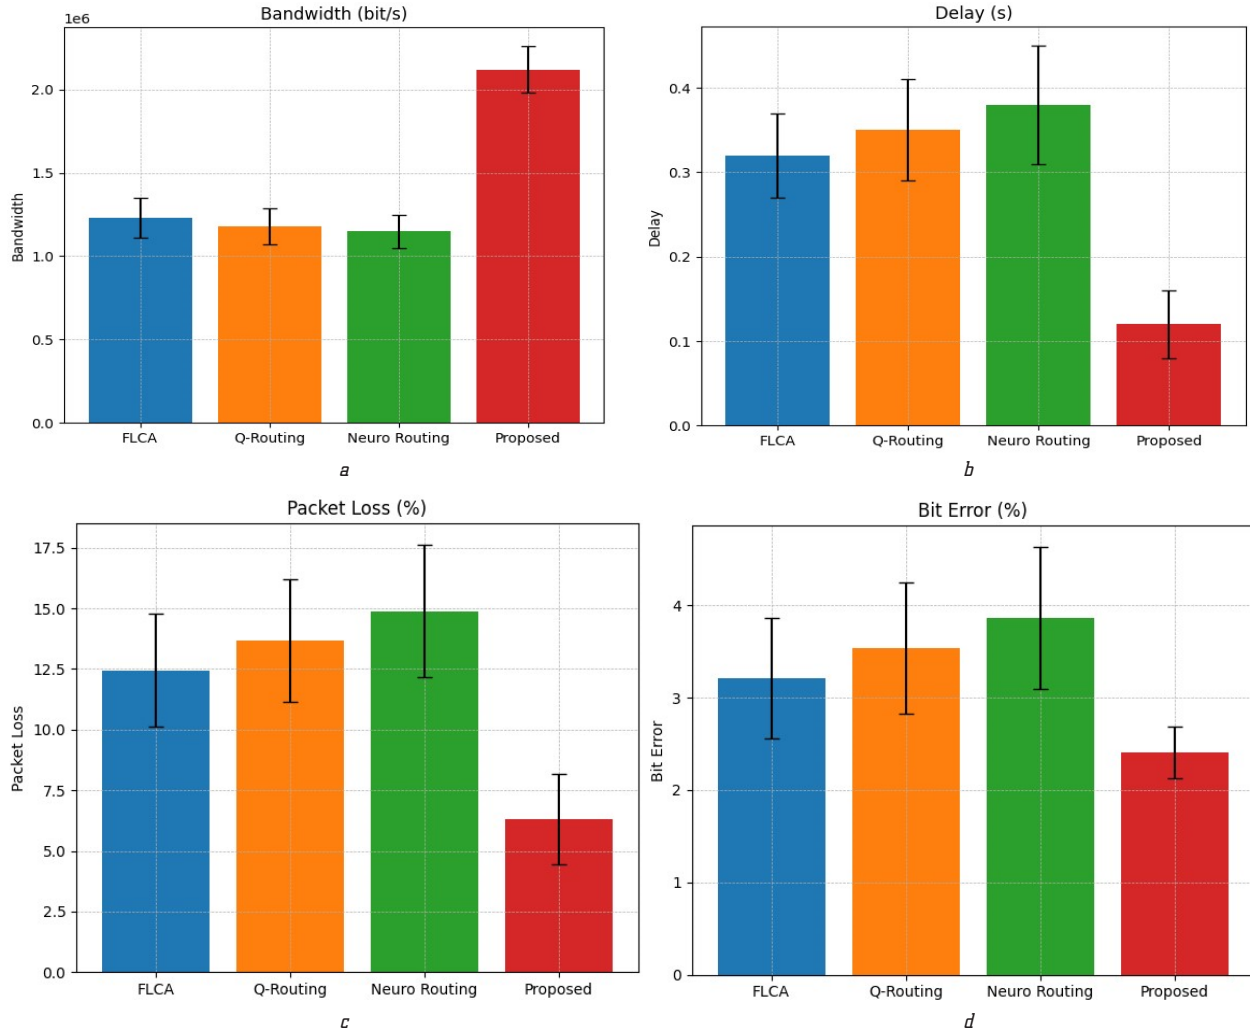 Bandwidth (bit/s)
1e6
2.0
1.5
1.0
0.5
0.0
Bandwidth
FLCA Q-Routing Neuro Routing Proposed
a
Delay (s)
0.4
0.3
0.2
0.1
0.0
Delay
FLCA Q-Routing Neuro Routing Proposed
b
Packet Loss (%)
17.5
15.0
12.5
10.0
7.5
5.0
2.5
0.0
Packet Loss
FLCA Q-Routing Neuro Routing Proposed
c
Bit Error (%)
4
3
2
1
0
Bit Error
FLCA Q-Routing Neuro Routing Proposed
d